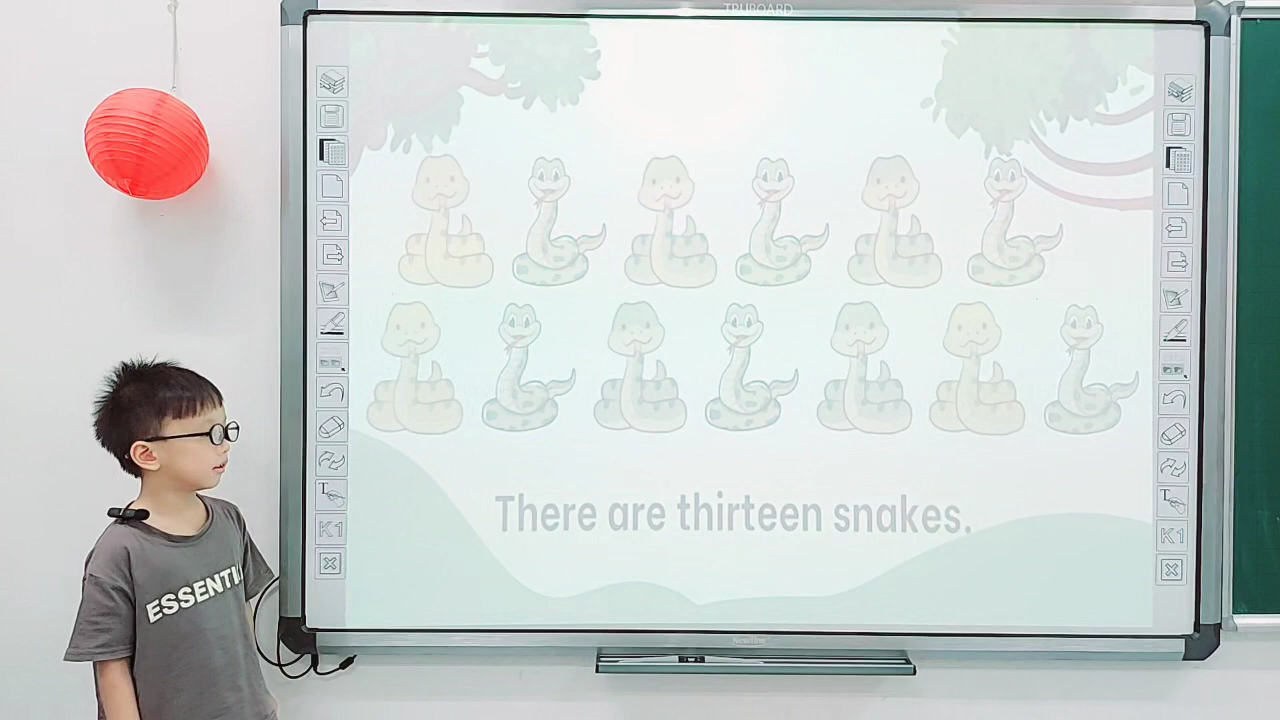 TRUBOARD
There are thirteen snakes.
K1
K1
ESSENTI